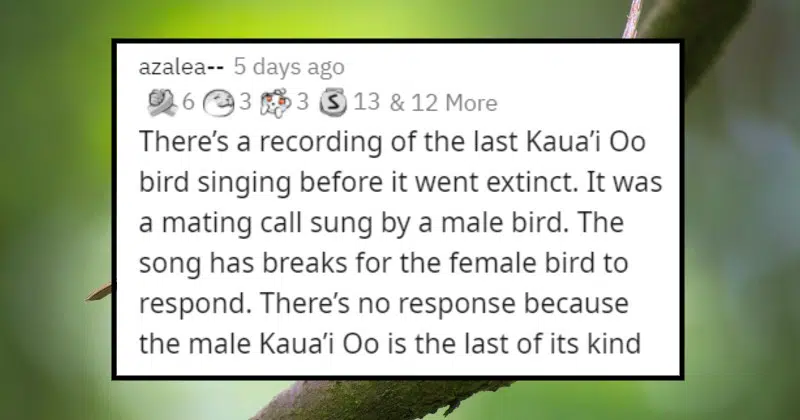 azalea-- 5 days ago
6 3 3 S 13 & 12 More
There's a recording of the last Kaua'i Oo
bird singing before it went extinct. It was
a mating call sung by a male bird. The
song has breaks for the female bird to
respond. There's no response because
the male Kaua'i Oo is the last of its kind